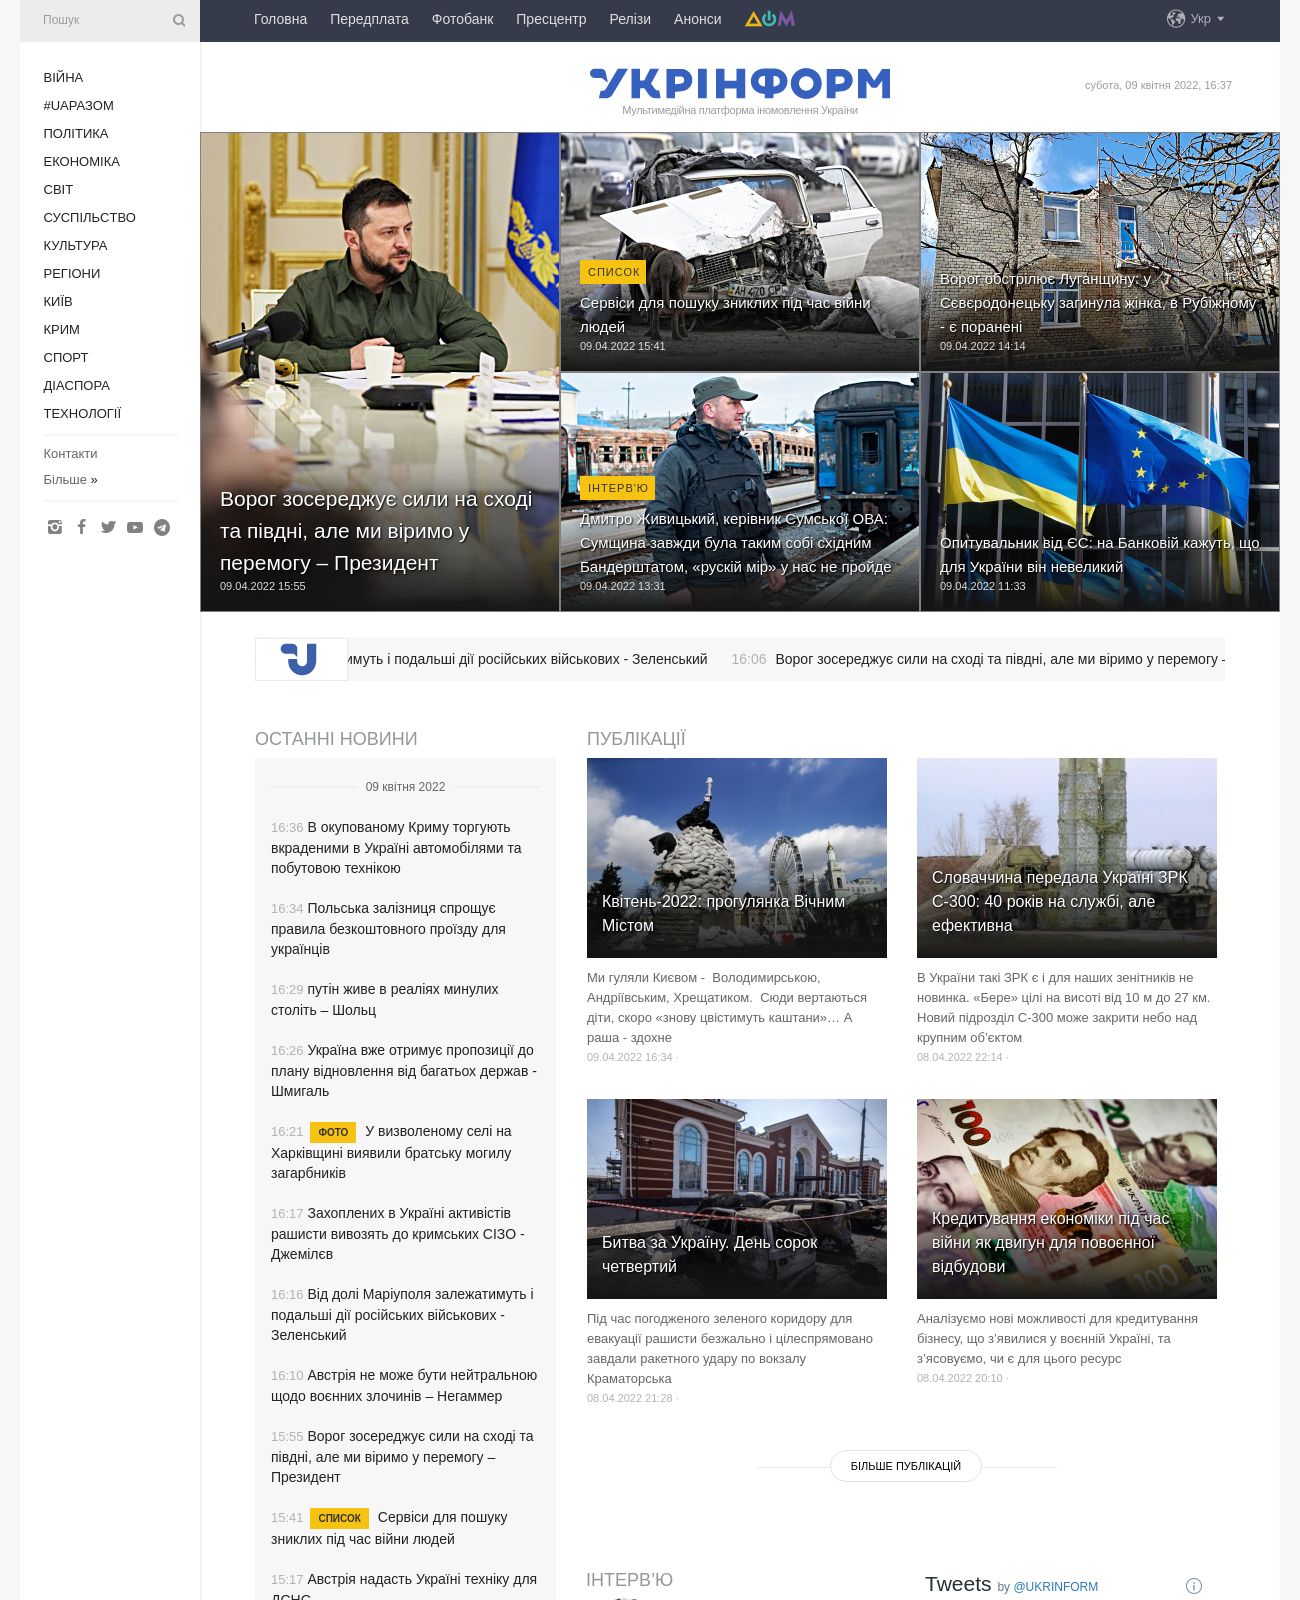 Пошук
Головна
Передплата
Фотобанк
Пресцентр
Релізи
Анонси
Укр
ВІЙНА
#UАРАЗОМ
ПОЛІТИКА
ЕКОНОМІКА
СВІТ
СУСПІЛЬСТВО
КУЛЬТУРА
РЕГІОНИ
КИЇВ
КРИМ
СПОРТ
ДІАСПОРА
ТЕХНОЛОГІЇ
Контакти
Більше »
УКРІНФОРМ
Мультимедійна платформа іномовлення України
субота, 09 квітня 2022, 16:37
Ворог зосереджує сили на сході
та півдні, але ми віримо у
перемогу – Президент
09.04.2022 15:55
СПИСОК
Сервіси для пошуку зниклих під час війни
людей
09.04.2022 15:41
Ворог обстрілює Луганщину: у
Сєвєродонецьку загинула жінка, в Рубіжному
- є поранені
09.04.2022 14:14
ІНТЕРВ'Ю
Дмитро Живицький, керівник Сумської ОВА:
Сумщина завжди була таким собі східним
Бандерштатом, «рускій мір» у нас не пройде
09.04.2022 13:31
Опитувальник від ЄС: на Банковій кажуть, що
для України він невеликий
09.04.2022 11:33
имуть і подальші дії російських військових - Зеленський
16:06 Ворог зосереджує сили на сході та півдні, але ми віримо у перемогу -
ОСТАННІ НОВИНИ
09 квітня 2022
16:36 В окупованому Криму торгують
вкраденими в Україні автомобілями та
побутовою технікою
16:34 Польська залізниця спрощує
правила безкоштовного проїзду для
українців
16:29 путін живе в реаліях минулих
століть – Шольц
16:26 Україна вже отримує пропозиції до
плану відновлення від багатьох держав -
Шмигаль
16:21 ФОТО У визволеному селі на
Харківщині виявили братську могилу
загарбників
16:17 Захоплених в Україні активістів
рашисти вивозять до кримських СІЗО -
Джемілєв
16:16 Від долі Маріуполя залежатимуть і
подальші дії російських військових -
Зеленський
16:10 Австрія не може бути нейтральною
щодо воєнних злочинів – Негаммер
15:55 Ворог зосереджує сили на сході та
півдні, але ми віримо у перемогу –
Президент
15:41 СПИСОК Сервіси для пошуку
зниклих під час війни людей
15:17 Австрія надасть Україні техніку для
ДСНС
ПУБЛІКАЦІЇ
Квітень-2022: прогулянка Вічним
Містом
Ми гуляли Києвом - Володимирською,
Андріївським, Хрещатиком. Сюди вертаються
діти, скоро «знову цвістимуть каштани»… А
раша - здохне
09.04.2022 16:34 ·
Словаччина передала Україні ЗРК
С-300: 40 років на службі, але
ефективна
В України такі ЗРК є і для наших зенітників не
новинка. «Бере» цілі на висоті від 10 м до 27 км.
Новий підрозділ С-300 може закрити небо над
крупним об'єктом
08.04.2022 22:14 ·
Битва за Україну. День сорок
четвертий
Під час погодженого зеленого коридору для
евакуації рашисти безжально і цілеспрямовано
завдали ракетного удару по вокзалу
Краматорська
08.04.2022 21:28 ·
Кредитування економіки під час
війни як двигун для повоєнної
відбудови
Аналізуємо нові можливості для кредитування
бізнесу, що з'явилися у воєнній Україні, та
з'ясовуємо, чи є для цього ресурс
08.04.2022 20:10 ·
БІЛЬШЕ ПУБЛІКАЦІЙ
ІНТЕРВ'Ю
Tweets by @UKRINFORM